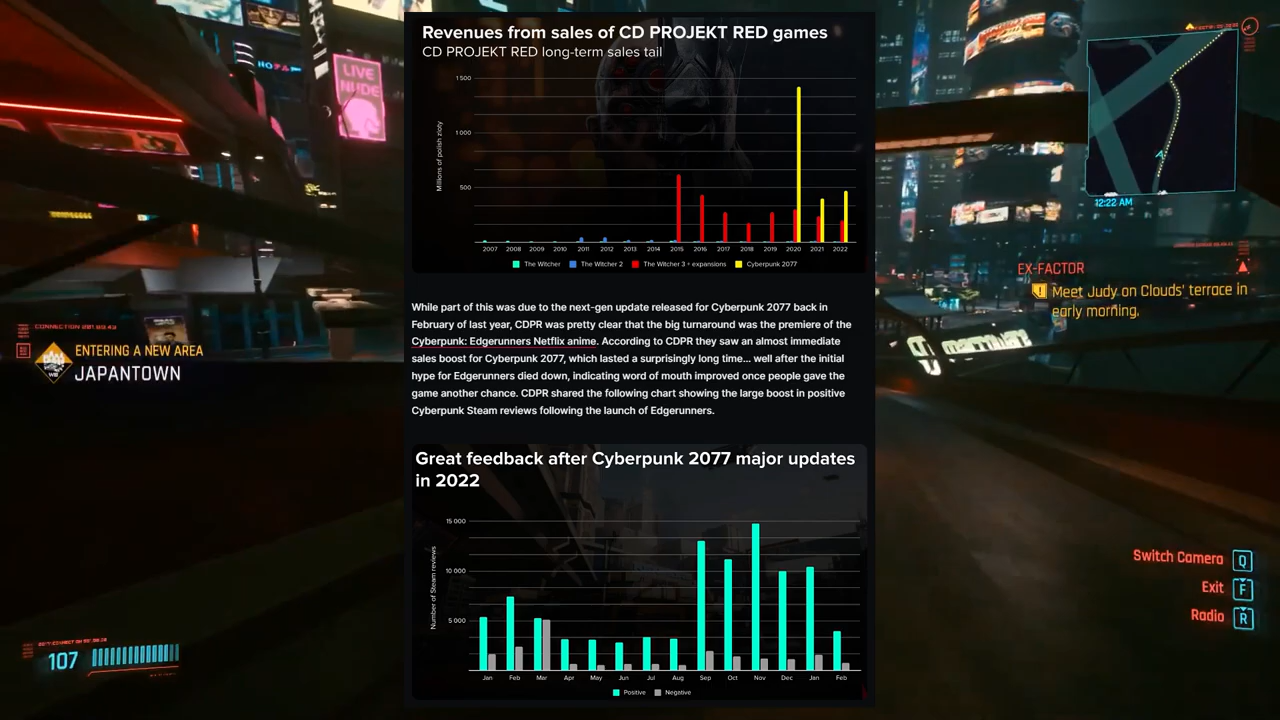 Revenues from sales of CD PROJEKT RED games
CD PROJEKT RED long-term sales tail
1 500
1 000
500
Millions of polish zloty
2007 2008 2009 2010 2011 2012 2013 2014 2015 2016 2017 2018 2019 2020 2021 2022
The Witcher The Witcher 2 The Witcher 3 + expansions Cyberpunk 2077
While part of this was due to the next-gen update released for Cyberpunk 2077 back in
February of last year, CDPR was pretty clear that the big turnaround was the premiere of the
Cyberpunk: Edgerunners Netflix anime. According to CDPR they saw an almost immediate
sales boost for Cyberpunk 2077, which lasted a surprisingly long time... well after the initial
hype for Edgerunners died down, indicating word of mouth improved once people gave the
game another chance. CDPR shared the following chart showing the large boost in positive
Cyberpunk Steam reviews following the launch of Edgerunners.
Great feedback after Cyberpunk 2077 major updates
in 2022
15 000
10 000
5 000
Number of Steam reviews
Jan Feb Mar Apr May Jun Jul Aug Sep Oct Nov Dec Jan Feb
Positive Negative
LIVE
NUDE
ENTERING A NEW AREA
JAPANTOWN
107
12:22 AM
EX-FACTOR
Meet Judy on Clouds' terrace in
early morning.
Switch Camera Q
Exit F
Radio R